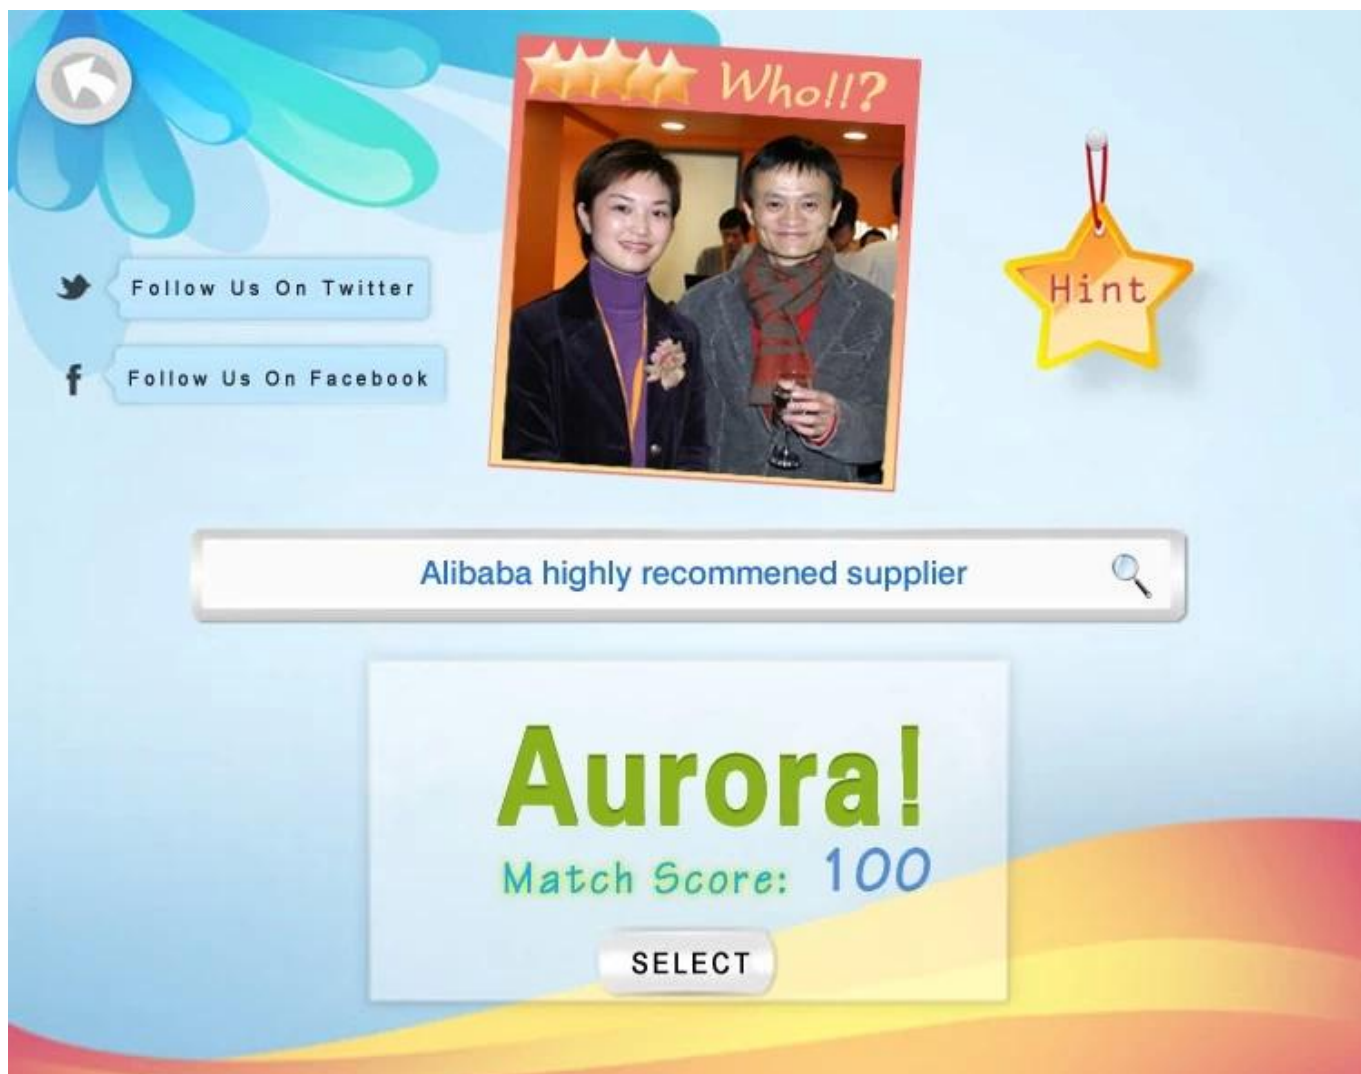 Who!!?
Hint
Follow Us On Twitter
f
Follow Us On Facebook
Alibaba highly recommened supplier
Aurora!
Match Score: 100
SELECT